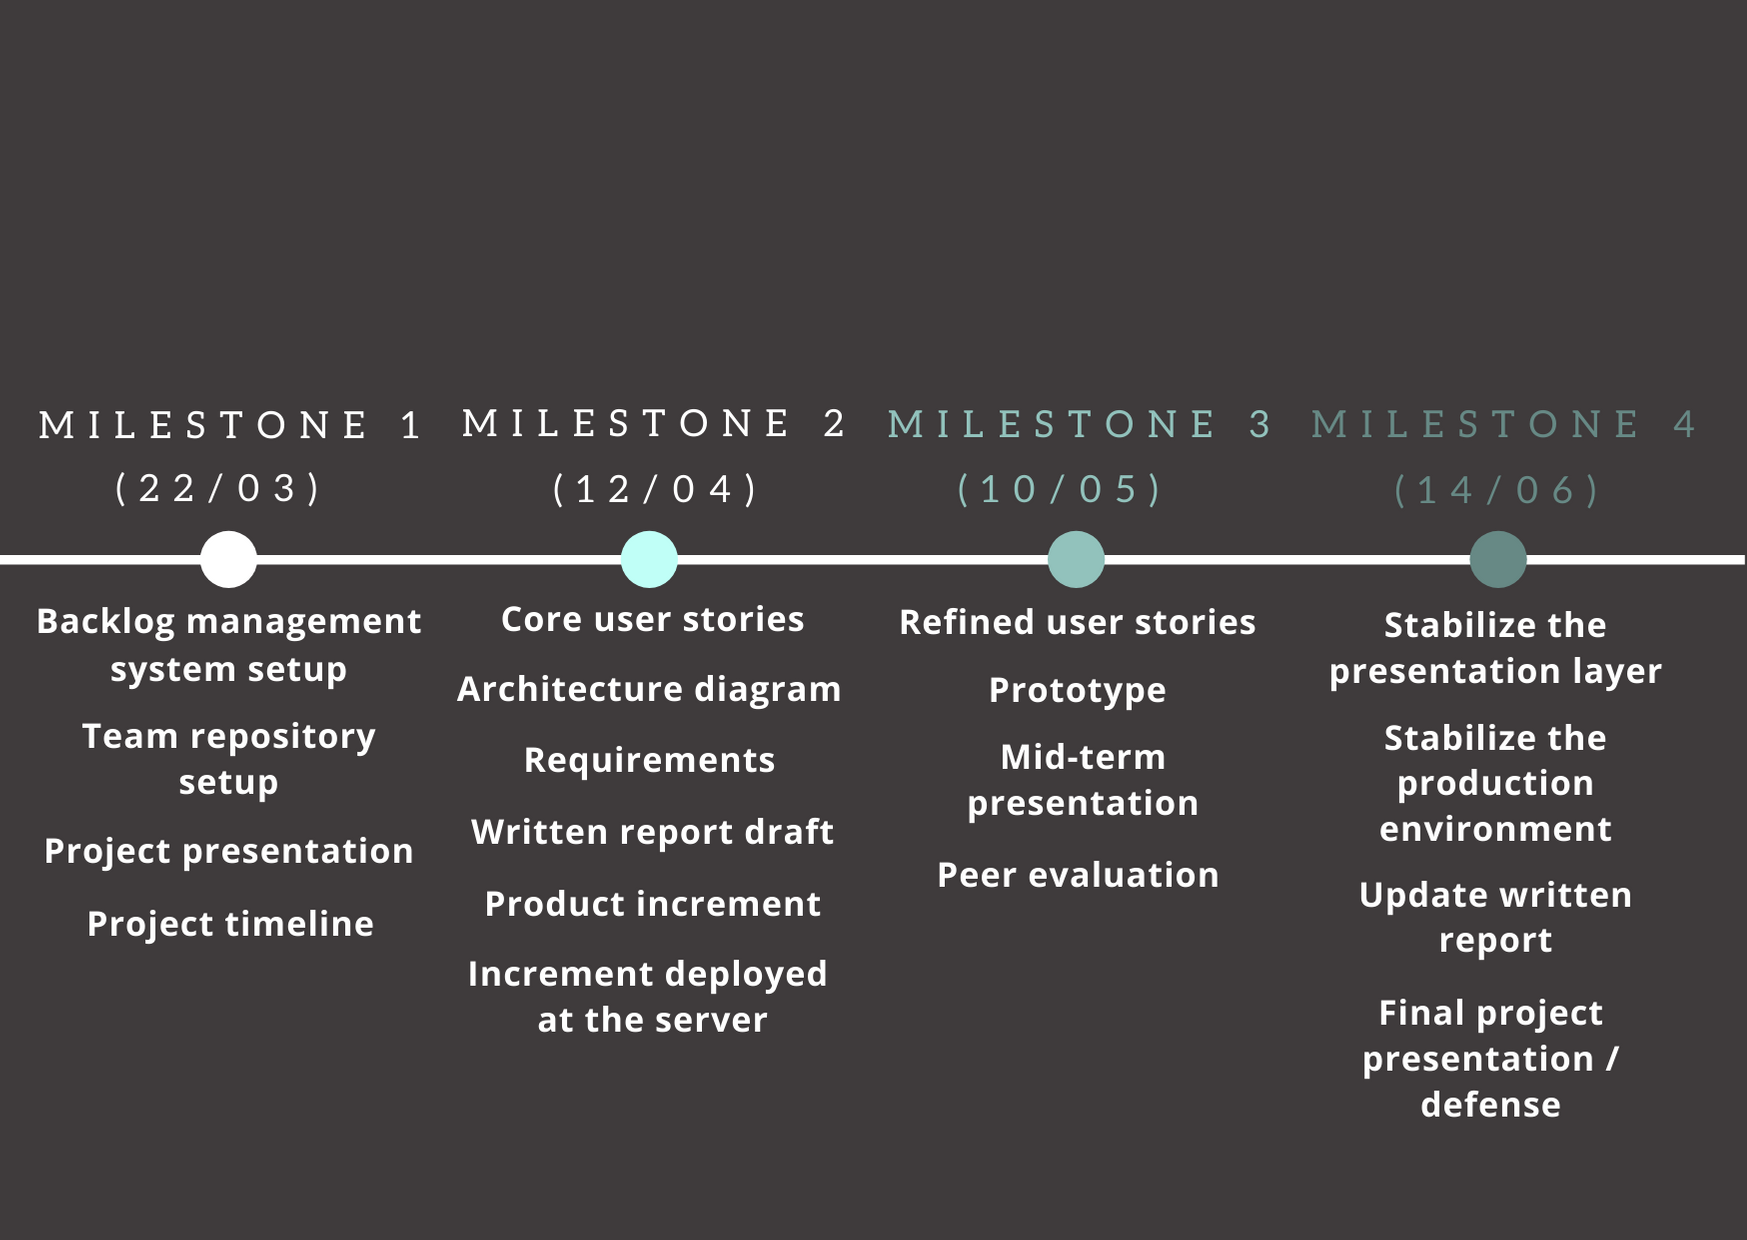 MILESTONE 1
(22/03)
Backlog management
system setup
Team repository
setup
Project presentation
Project timeline
MILESTONE 2
(12/04)
Core user stories
Architecture diagram
Requirements
Written report draft
Product increment
Increment deployed
at the server
MILESTONE 3
(10/05)
Refined user stories
Prototype
Mid-term
presentation
Peer evaluation
MILESTONE 4
(14/06)
Stabilize the
presentation layer
Stabilize the
production
environment
Update written
report
Final project
presentation /
defense